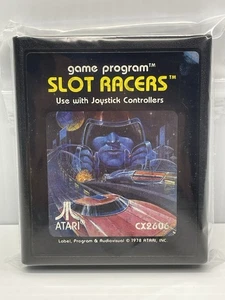 game program™
SLOT RACERS™
Use with Joystick Controllers
ATARI®
CX2606
Label, Program & Audiovisual © 1978 ATARI, INC.